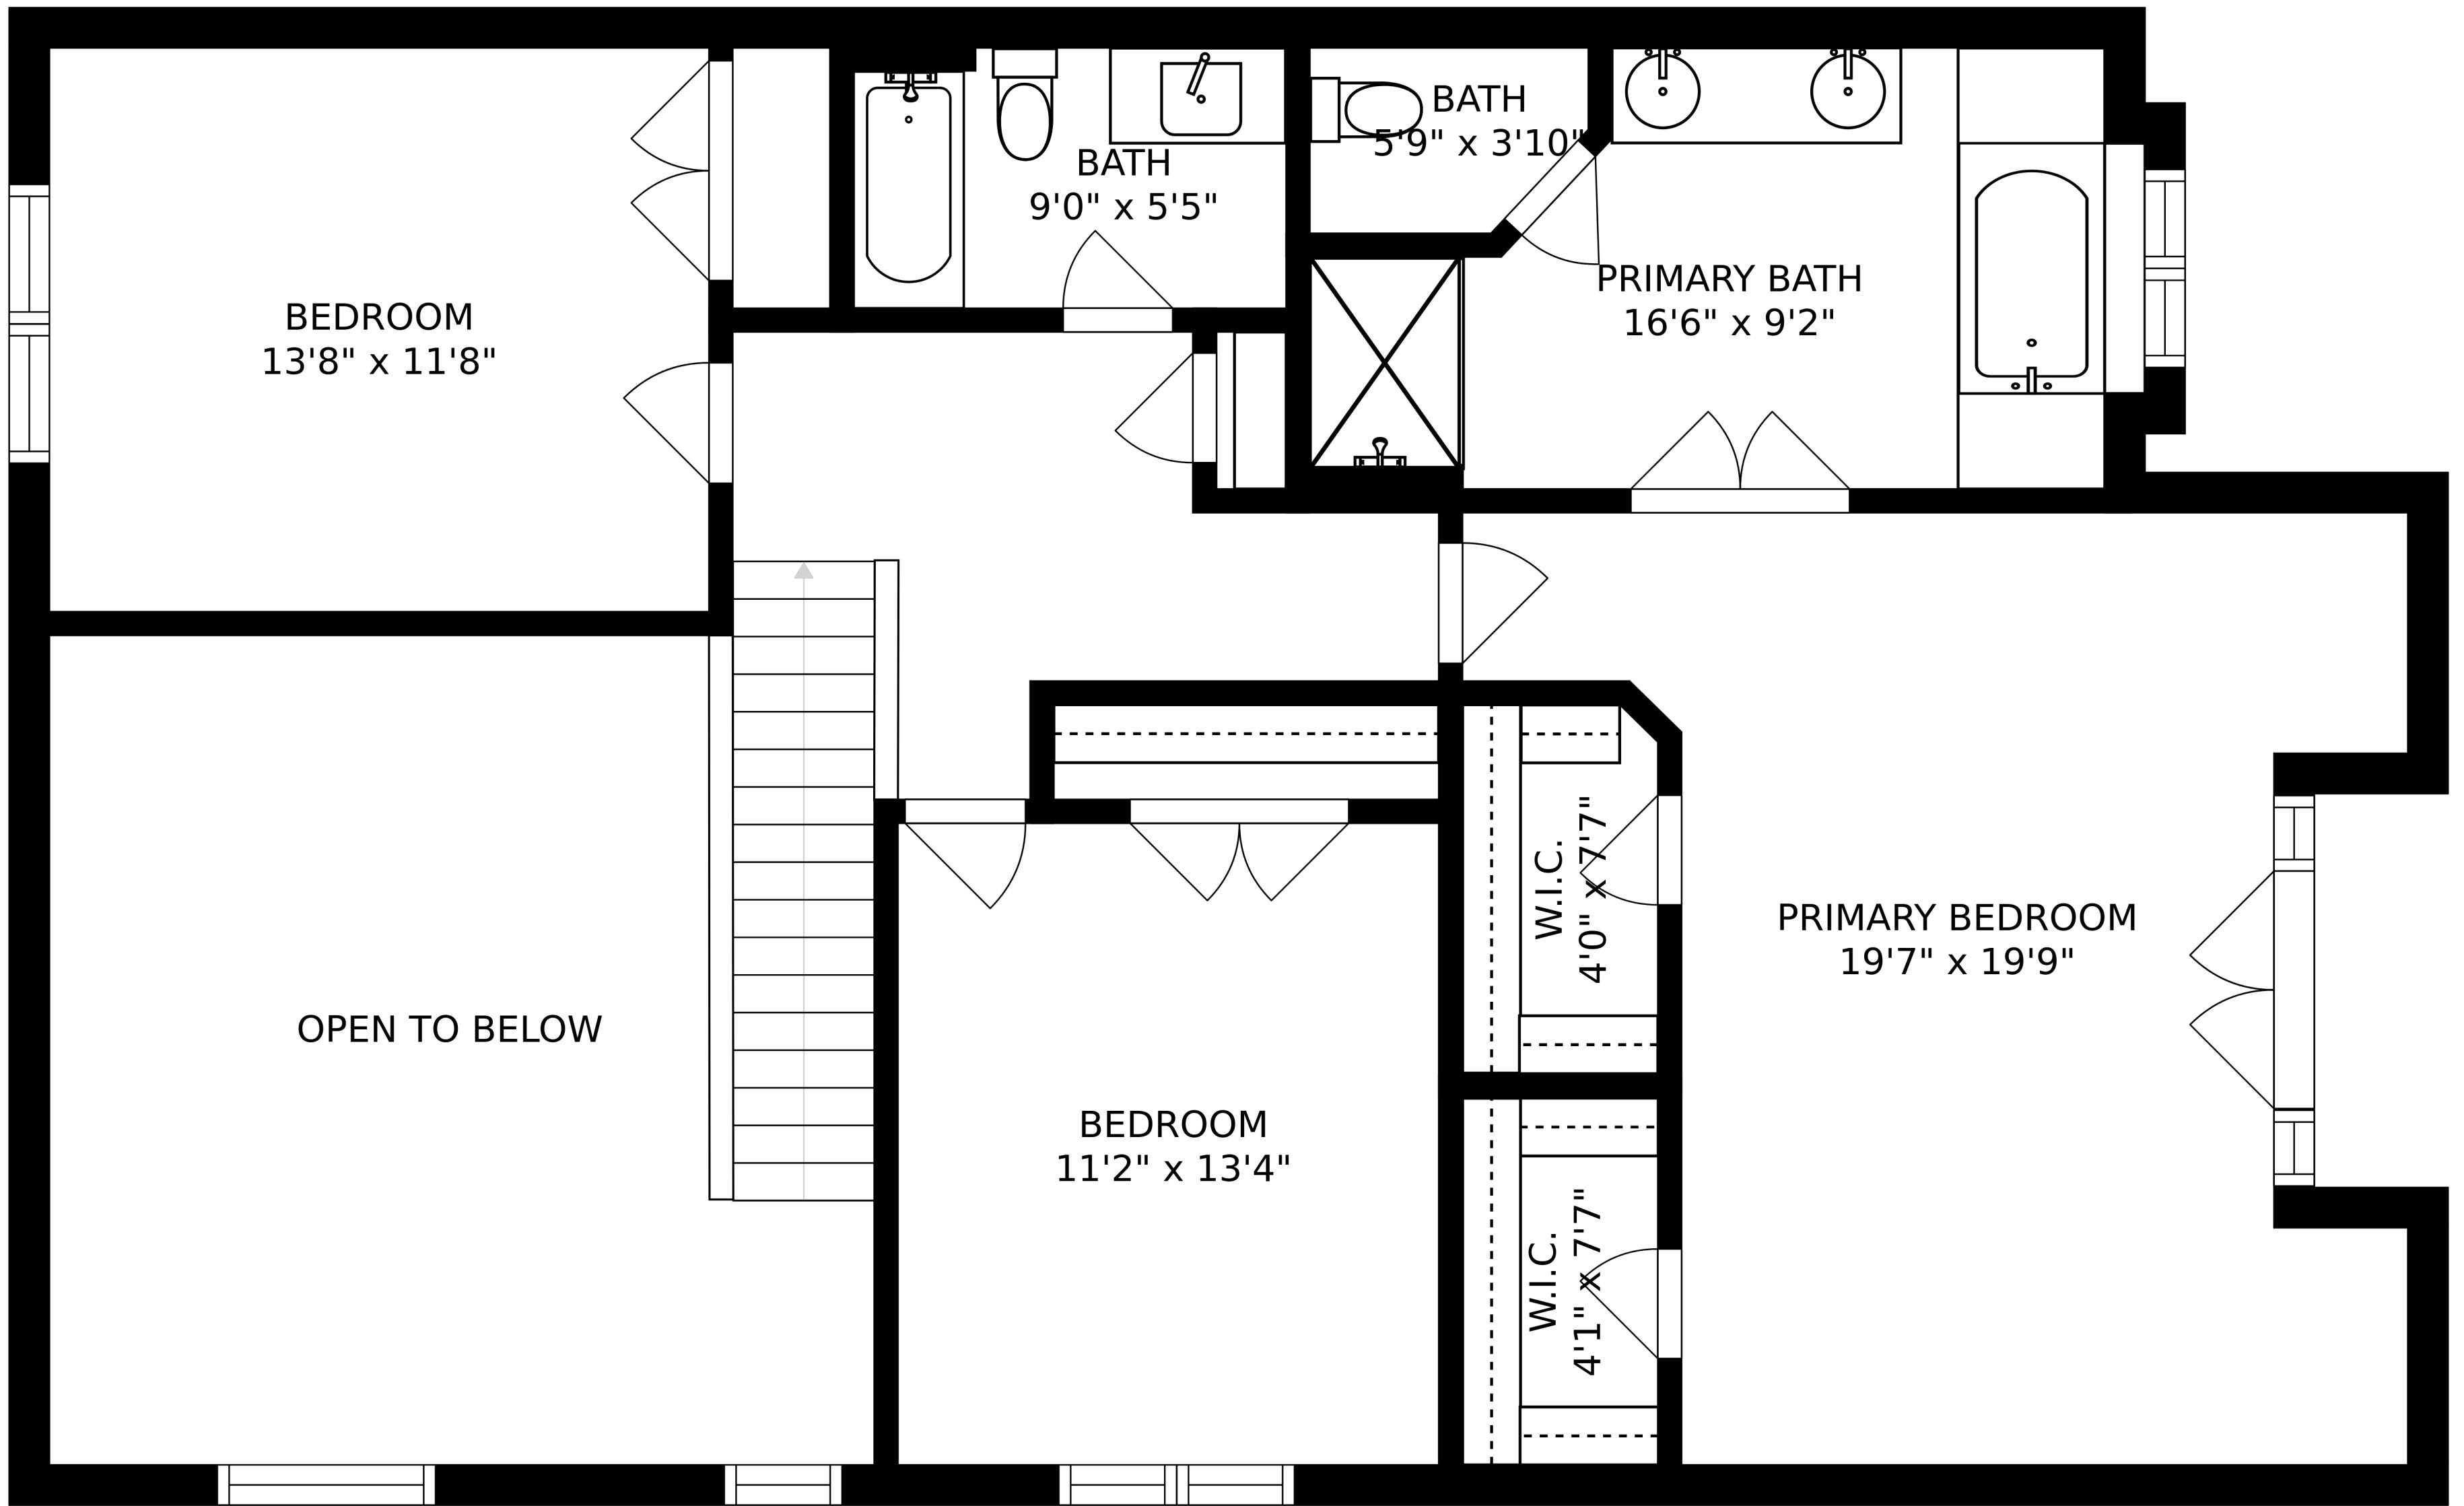 BATH
5'9" x 3'10"
BATH
9'0" x 5'5"
PRIMARY BATH
16'6" x 9'2"
BEDROOM
13'8" x 11'8"
W.I.C.
4'0" x 7'7"
PRIMARY BEDROOM
19'7" x 19'9"
OPEN TO BELOW
BEDROOM
11'2" x 13'4"
W.I.C.
4'1" x 7'7"